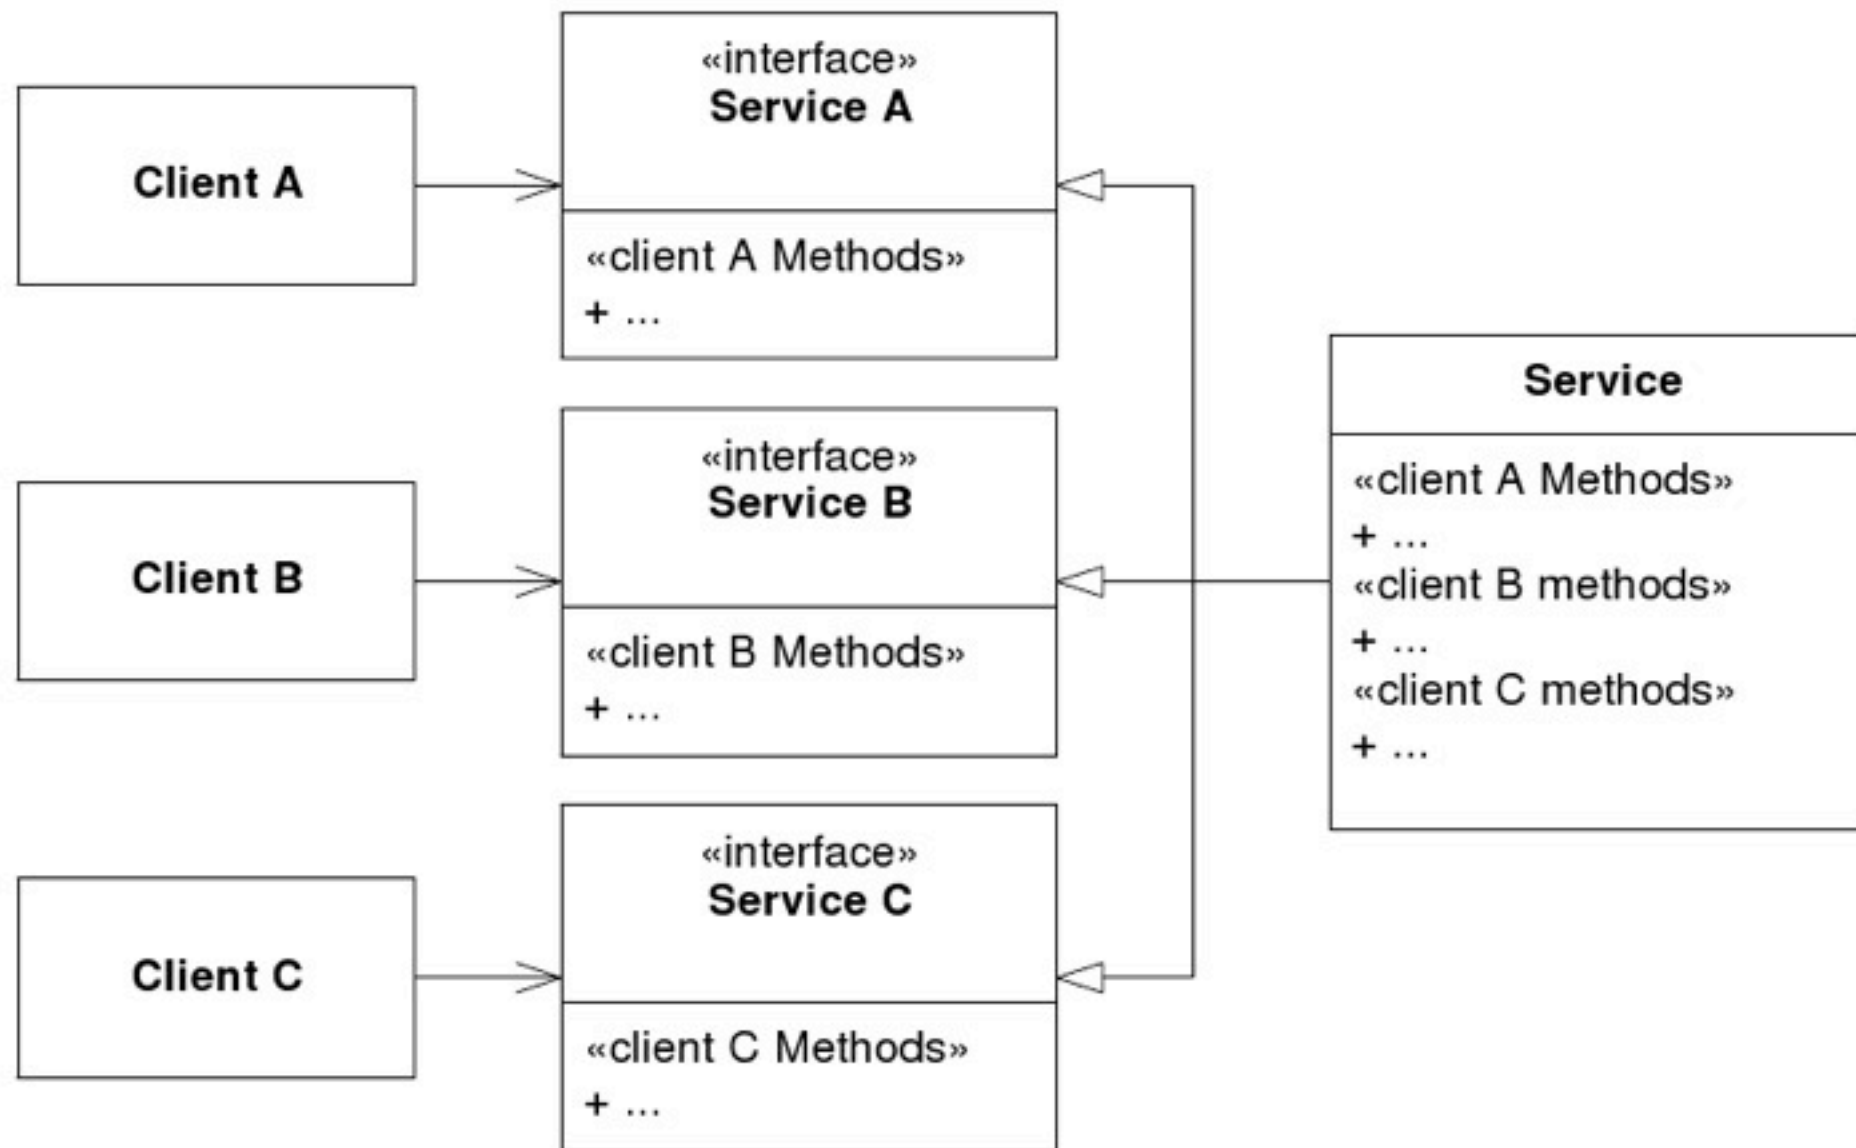 «interface»
Service A
Client A
«client A Methods»
+ ...
«interface»
Service B
Client B
«client B Methods»
+ ...
«interface»
Service C
Client C
«client C Methods»
+ ...
Service
«client A Methods»
+ ...
«client B methods»
+ ...
«client C methods»
+ ...